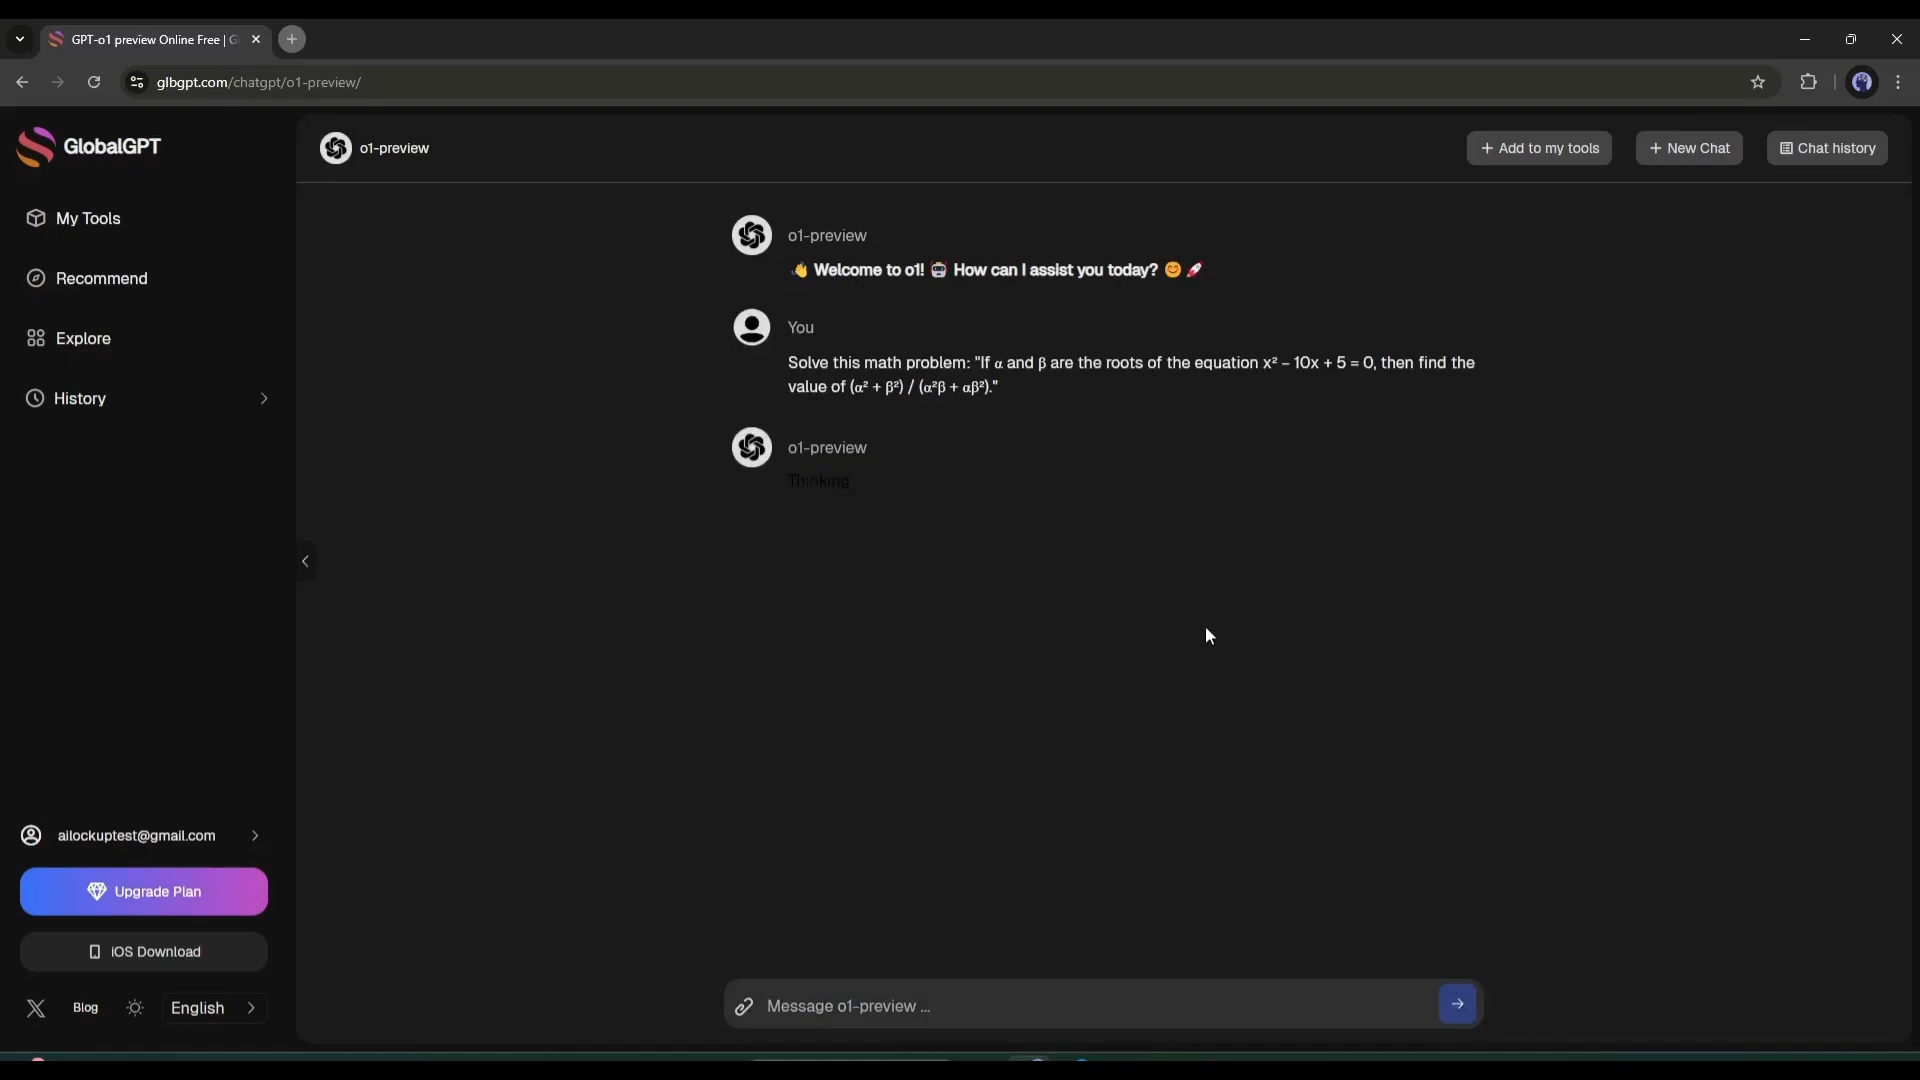 GPT-o1 preview Online Free | G
glbgpt.com/chatgpt/o1-preview/
GlobalGPT
o1-preview
+ Add to my tools
+ New Chat
Chat history
My Tools
Recommend
Explore
History
o1-preview
👋 Welcome to o1! 🤖 How can I assist you today? 😊 🚀
You
Solve this math problem: "If α and β are the roots of the equation x² – 10x + 5 = 0, then find the
value of (α² + β²) / (α²β + αβ²)."
o1-preview
Thinking
ailockuptest@gmail.com
Upgrade Plan
iOS Download
Blog
English
Message o1-preview ...